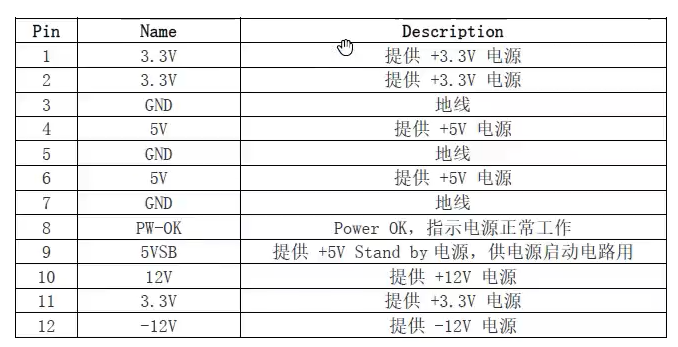 Pin Name Description
1 3.3V 提供 +3.3V 电源
2 3.3V 提供 +3.3V 电源
3 GND 地线
4 5V 提供 +5V 电源
5 GND 地线
6 5V 提供 +5V 电源
7 GND 地线
8 PW-OK Power OK，指示电源正常工作
9 5VSB 提供 +5V Stand by电源，供电源启动电路用
10 12V 提供 +12V 电源
11 3.3V 提供 +3.3V 电源
12 -12V 提供 -12V 电源